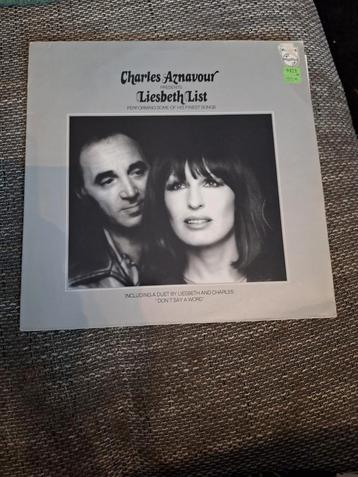 Charles Aznavour
PRESENTS
Liesbeth List
PERFORMING SOME OF HIS FINEST SONGS
INCLUDING A DUET BY LIESBETH AND CHARLES
"DON'T SAY A WORD"